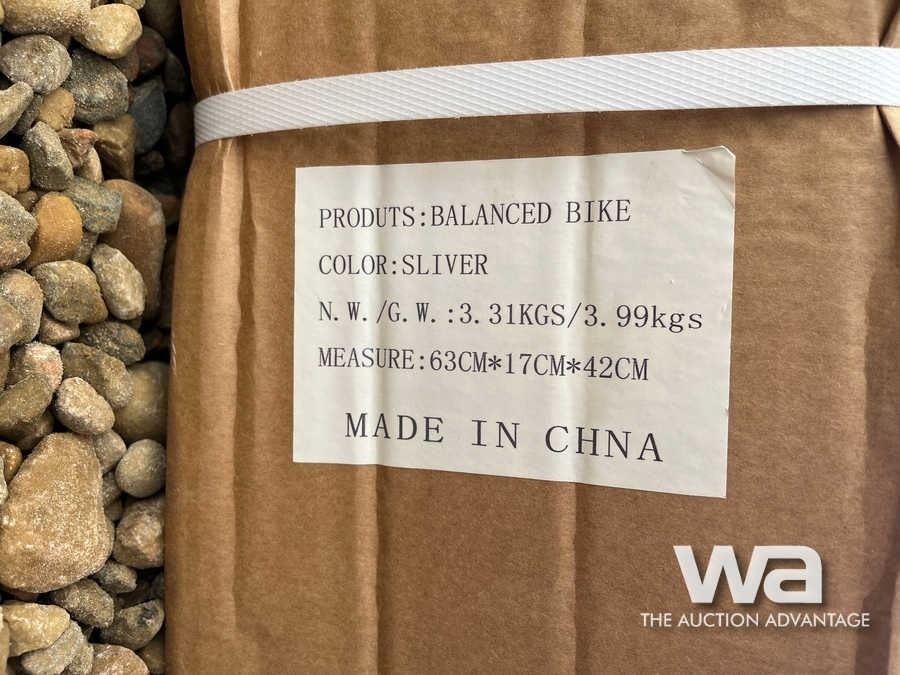 PRODUTS:BALANCED BIKE
COLOR:SLIVER
N.W./G.W.:3.31KGS/3.99kgs
MEASURE:63CM*17CM*42CM
MADE IN CHNA
wa
THE AUCTION ADVANTAGE